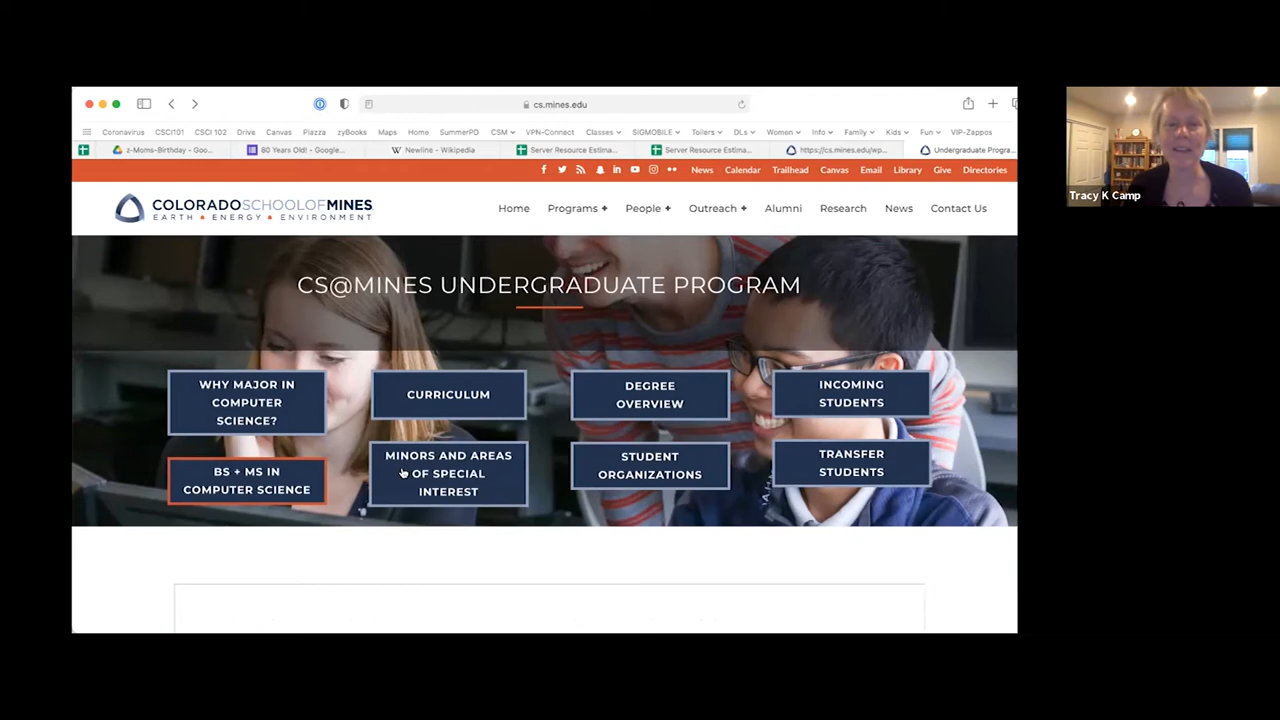 cs.mines.edu
Coronavirus CSCI101 CSCI 102 Drive Canvas Piazza zyBooks Maps Home SummerPD CSM VPN-Connect Classes SIGMOBILE Toilers DLs Women Info Family Kids Fun VIP-Zappos
z-Moms-Birthday - Goo... 80 Years Old! - Google... Newline - Wikipedia Server Resource Estima... Server Resource Estima... https://cs.mines.edu/wp... Undergraduate Progra...
News Calendar Trailhead Canvas Email Library Give Directories
COLORADOSCHOOLOFMINES
EARTH • ENERGY • ENVIRONMENT
Home Programs + People + Outreach + Alumni Research News Contact Us
Tracy K Camp
CS@MINES UNDERGRADUATE PROGRAM
WHY MAJOR IN
COMPUTER
SCIENCE?
CURRICULUM
DEGREE
OVERVIEW
INCOMING
STUDENTS
BS + MS IN
COMPUTER SCIENCE
MINORS AND AREAS
OF SPECIAL
INTEREST
STUDENT
ORGANIZATIONS
TRANSFER
STUDENTS